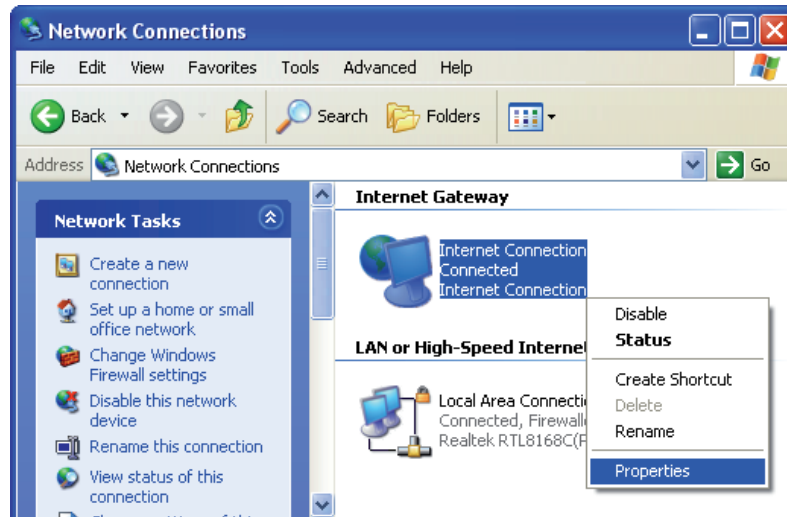 Network Connections
File Edit View Favorites Tools Advanced Help
Back Search Folders
Address Network Connections Go
Network Tasks
Create a new
connection
Set up a home or small
office network
Change Windows
Firewall settings
Disable this network
device
Rename this connection
View status of this
connection
Internet Gateway
Internet Connection
Connected
Internet Connection
LAN or High-Speed Internet
Local Area Connecti
Connected, Firewalle
Realtek RTL8168C(P
Disable
Status
Create Shortcut
Delete
Rename
Properties